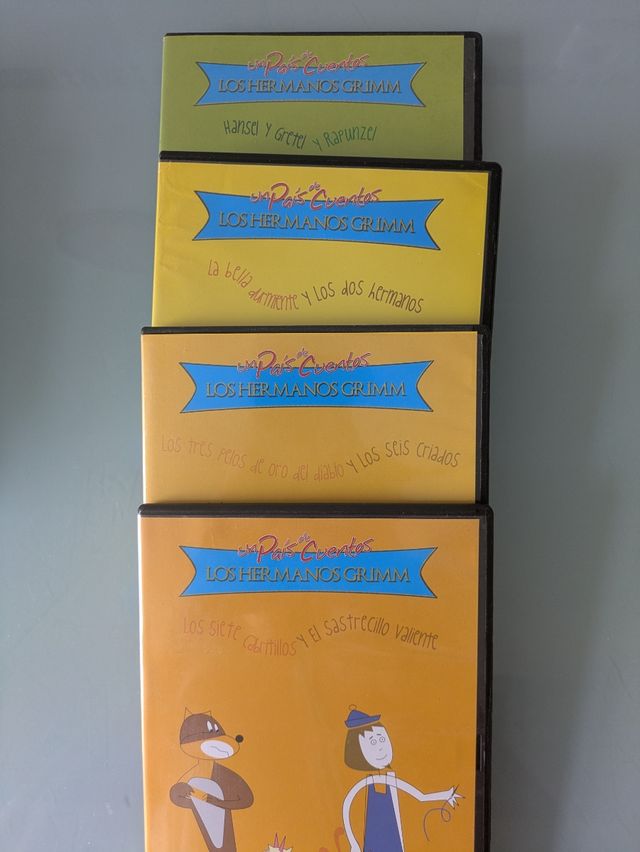 un País de Cuentos
LOS HERMANOS GRIMM
Hansel y Gretel y Rapunzel
un País de Cuentos
LOS HERMANOS GRIMM
La bella durmiente y Los dos hermanos
un País de Cuentos
LOS HERMANOS GRIMM
Los tres pelos de oro del diablo y Los seis criados
un País de Cuentos
LOS HERMANOS GRIMM
Los siete cabritillos y El sastrecillo valiente